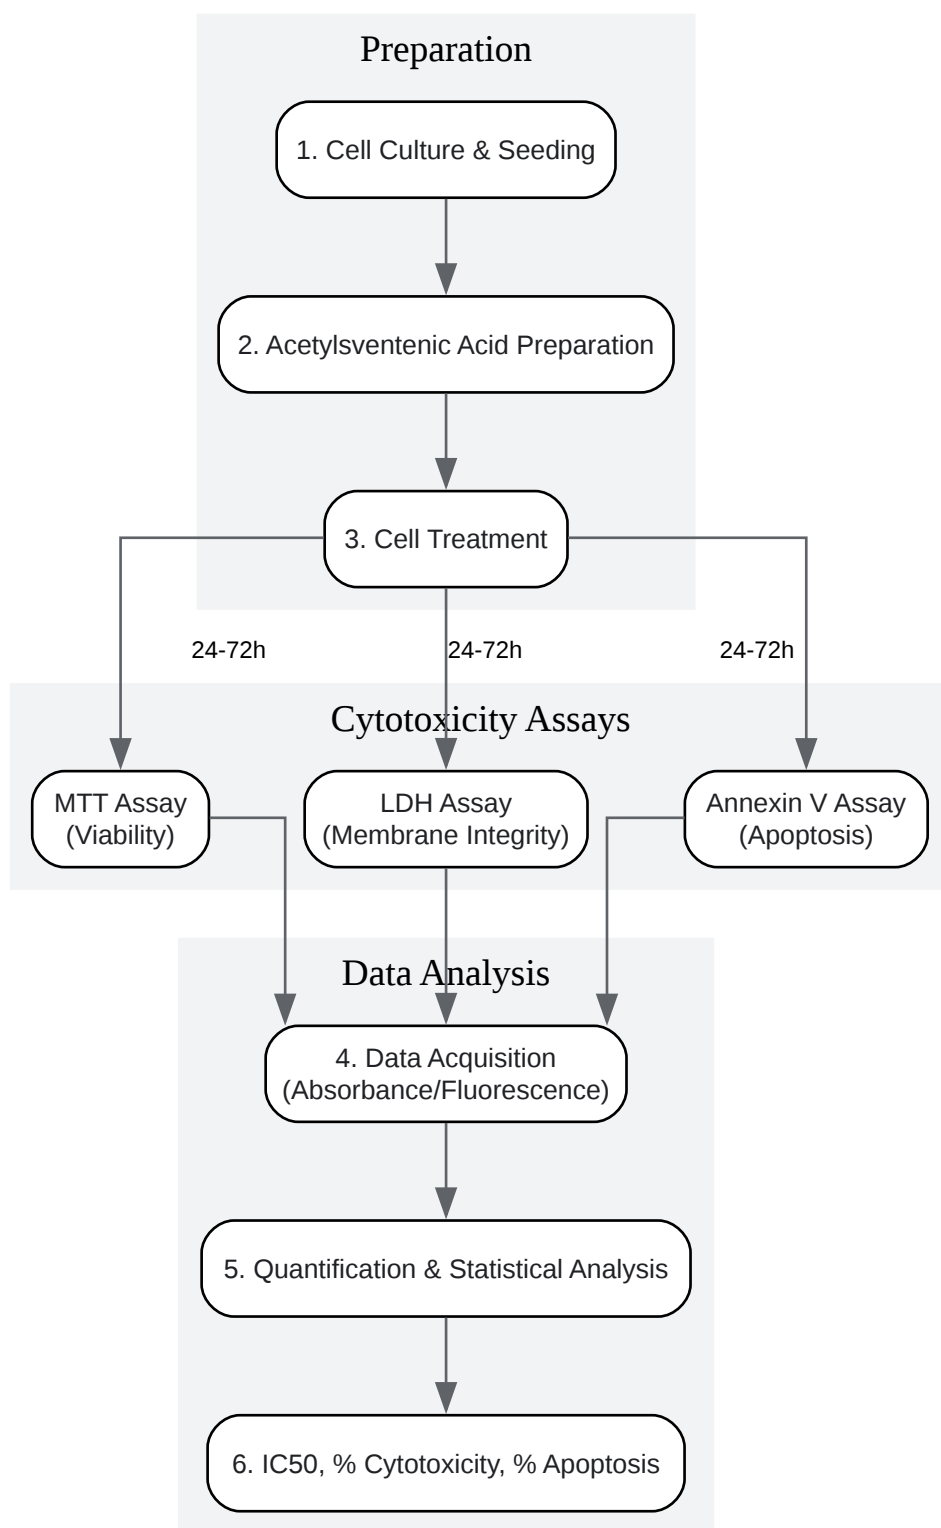 Preparation
1. Cell Culture & Seeding
2. Acetylsventenic Acid Preparation
3. Cell Treatment
24-72h
24-72h
24-72h
Cytotoxicity Assays
MTT Assay
(Viability)
LDH Assay
(Membrane Integrity)
Annexin V Assay
(Apoptosis)
Data Analysis
4. Data Acquisition
(Absorbance/Fluorescence)
5. Quantification & Statistical Analysis
6. IC50, % Cytotoxicity, % Apoptosis